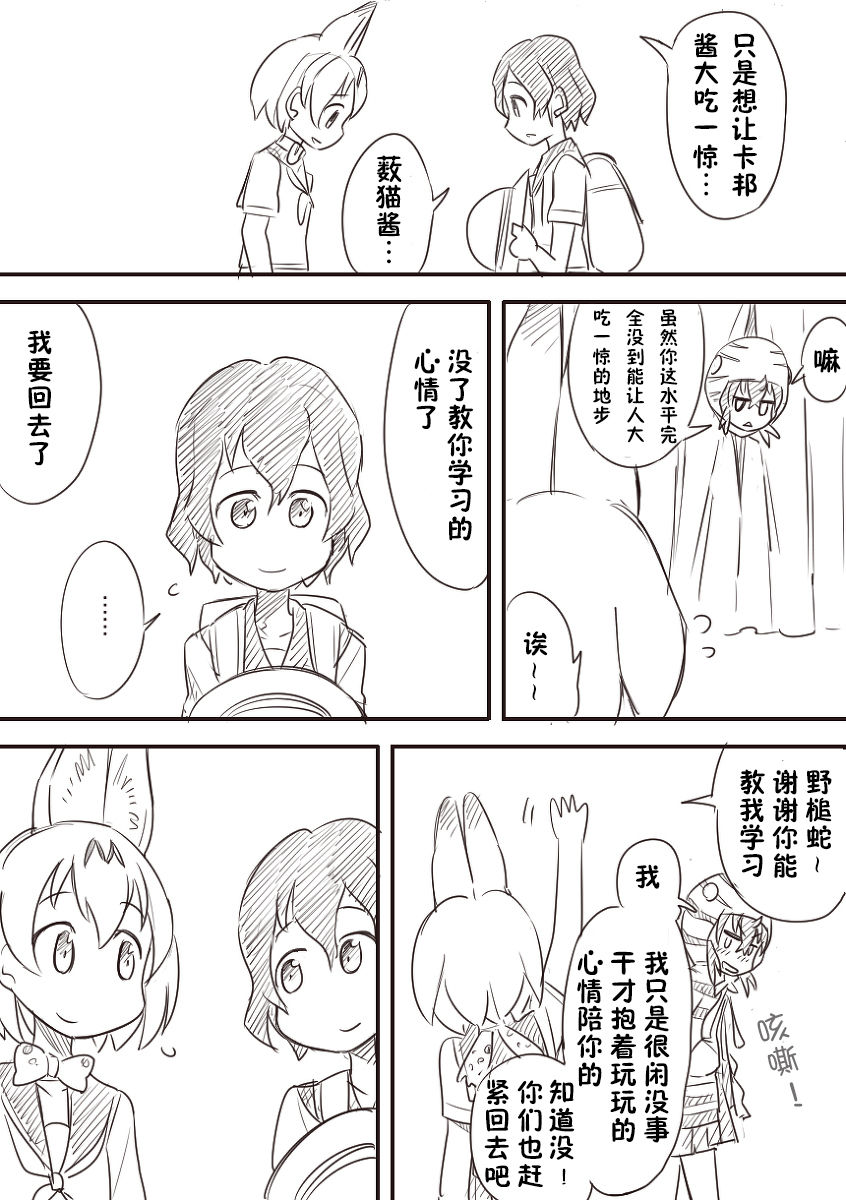 只是想让卡邦
酱大吃一惊…
薮猫酱…
嘛
虽然你这水平完
全没到能让人大
吃一惊的地步
诶~~
没了教你学习的
心情了
我要回去了
……
野槌蛇~
谢谢你能
教我学习
我
我只是很闲没事
干才抱着玩玩的
心情陪你的
知道没!
你们也赶
紧回去吧
咳嘶!